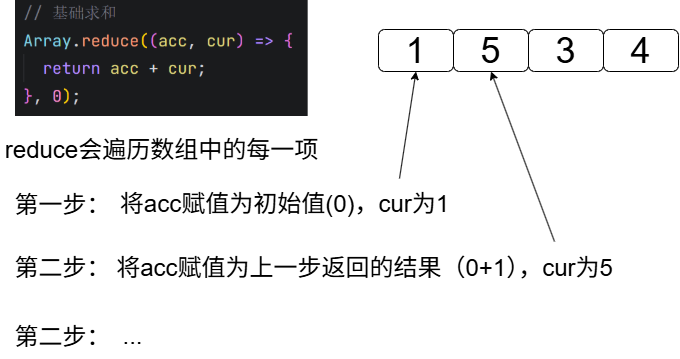 // 基础求和
Array.reduce((acc, cur) => {
  return acc + cur;
}, 0);
1 5 3 4
reduce会遍历数组中的每一项
第一步： 将acc赋值为初始值(0)，cur为1
第二步： 将acc赋值为上一步返回的结果（0+1），cur为5
第二步： ...